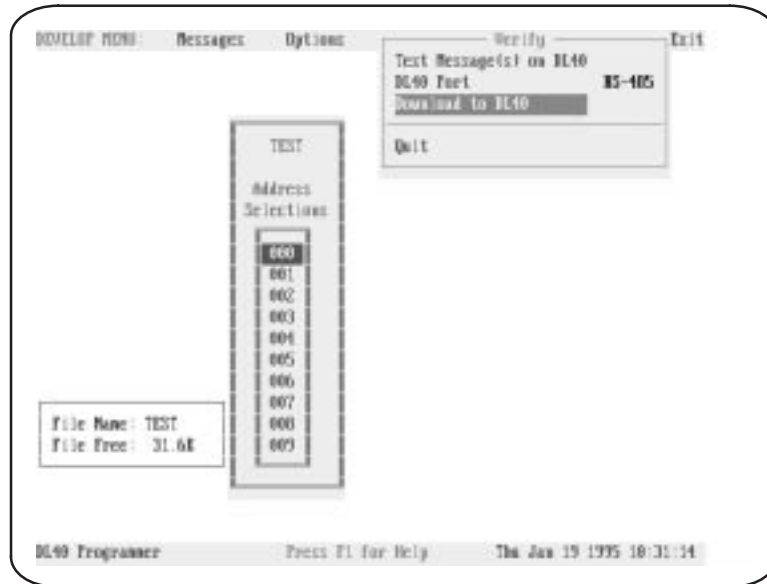 DEVELOP MENU: Messages Options Verify Exit
Test Message(s) on DL40
DL40 Port RS-485
Download to DL40
Quit
TEST
Address
Selections
000
001
002
003
004
005
006
007
008
009
File Name: TEST
File Free: 31.6K
DL40 Programmer Press F1 for Help Thu Jan 19 1995 10:31:14